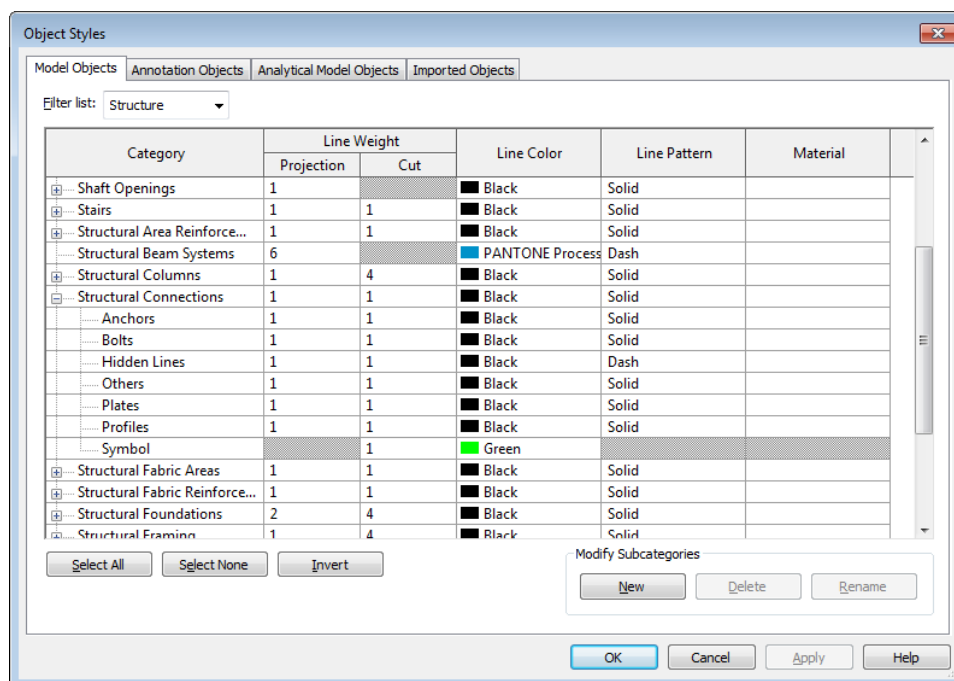 Object Styles
Model Objects Annotation Objects Analytical Model Objects Imported Objects
Filter list: Structure
Category Line Weight Line Color Line Pattern Material
Projection Cut
Shaft Openings 1 Black Solid
Stairs 1 1 Black Solid
Structural Area Reinforce... 1 1 Black Solid
Structural Beam Systems 6 PANTONE Process Dash
Structural Columns 1 4 Black Solid
Structural Connections 1 1 Black Solid
Anchors 1 1 Black Solid
Bolts 1 1 Black Solid
Hidden Lines 1 1 Black Dash
Others 1 1 Black Solid
Plates 1 1 Black Solid
Profiles 1 1 Black Solid
Symbol 1 Green
Structural Fabric Areas 1 1 Black Solid
Structural Fabric Reinforce... 1 1 Black Solid
Structural Foundations 2 4 Black Solid
Structural Framing 1 4 Black Solid
Select All Select None Invert
Modify Subcategories
New Delete Rename
OK Cancel Apply Help